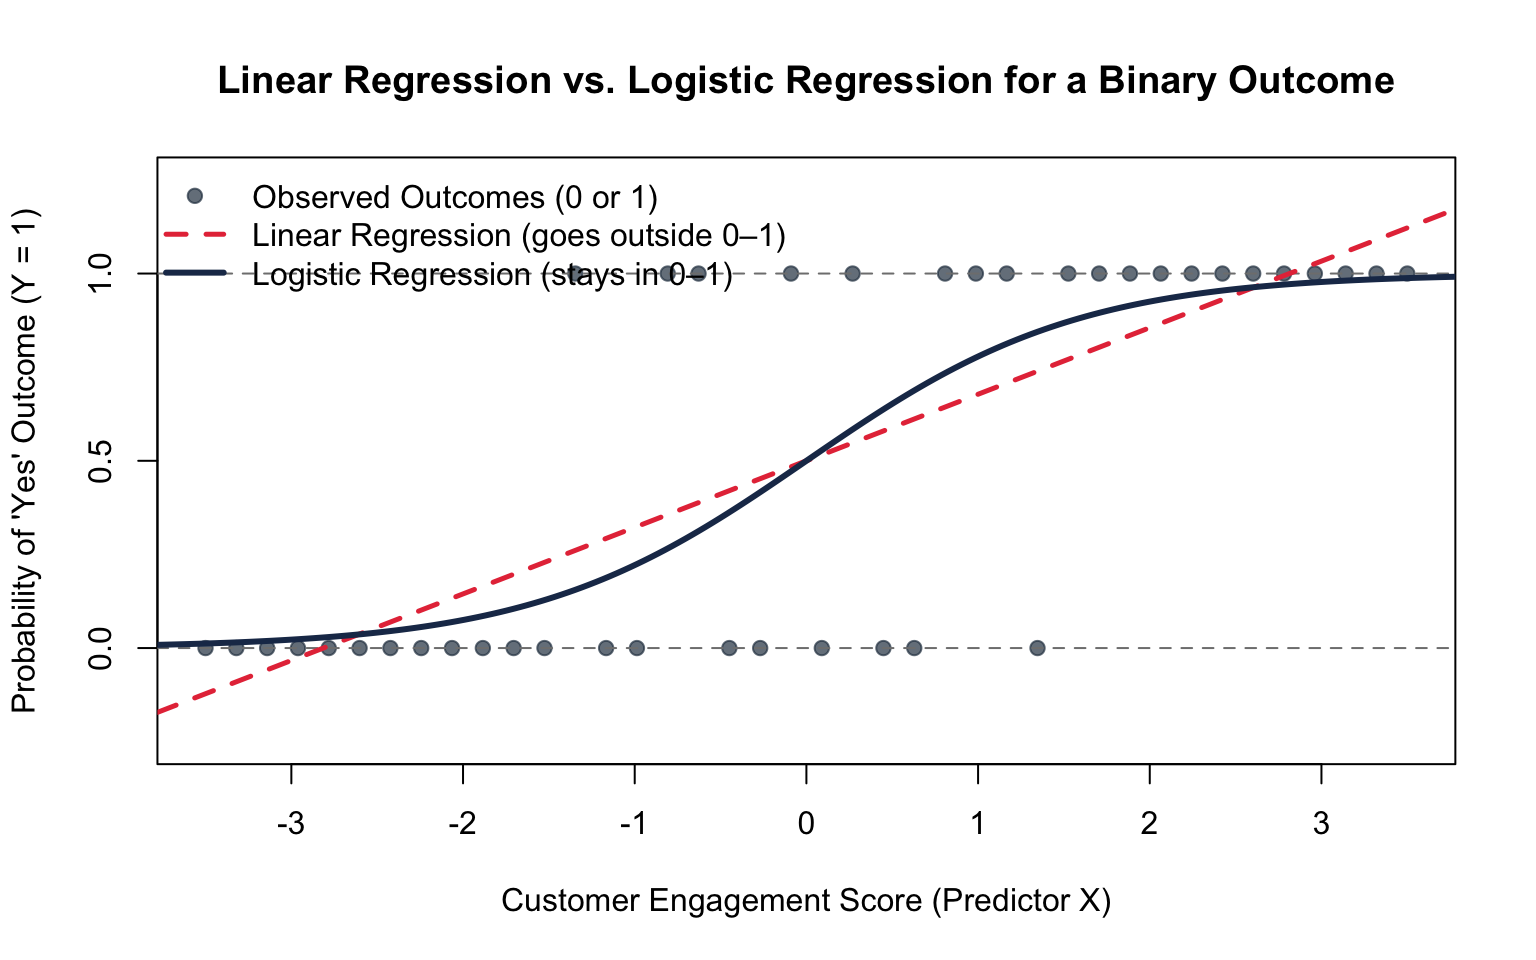 Linear Regression vs. Logistic Regression for a Binary Outcome
Observed Outcomes (0 or 1)
Linear Regression (goes outside 0–1)
Logistic Regression (stays in 0–1)
Probability of 'Yes' Outcome (Y = 1)
1.0
0.5
0.0
-3 -2 -1 0 1 2 3
Customer Engagement Score (Predictor X)